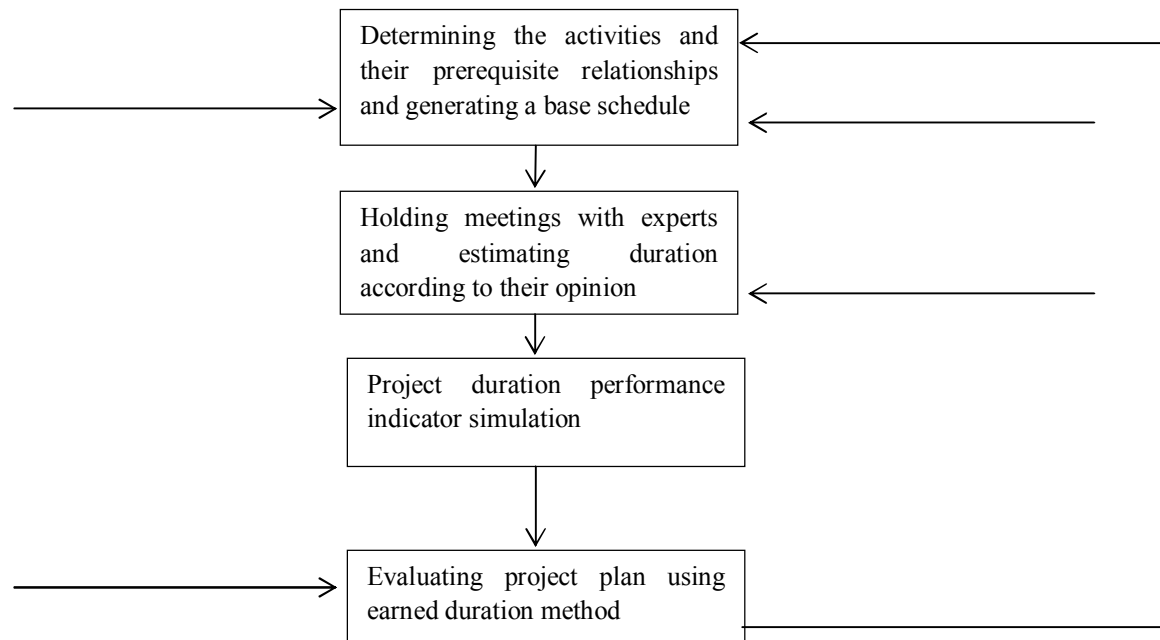 Determining the activities and
their prerequisite relationships
and generating a base schedule
Holding meetings with experts
and estimating duration
according to their opinion
Project duration performance
indicator simulation
Evaluating project plan using
earned duration method